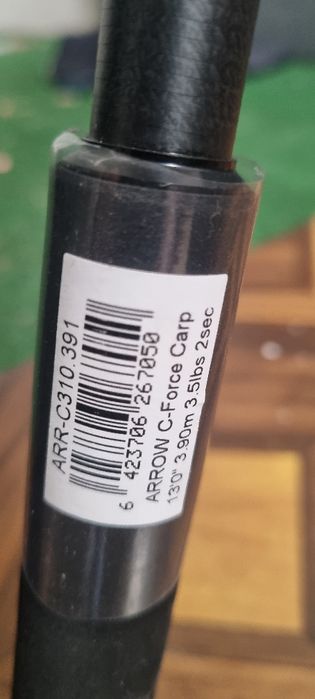 ARR-C310.391
6 423706 267050
ARROW C-Force Carp
13'0" 3.90m 3.5lbs 2sec